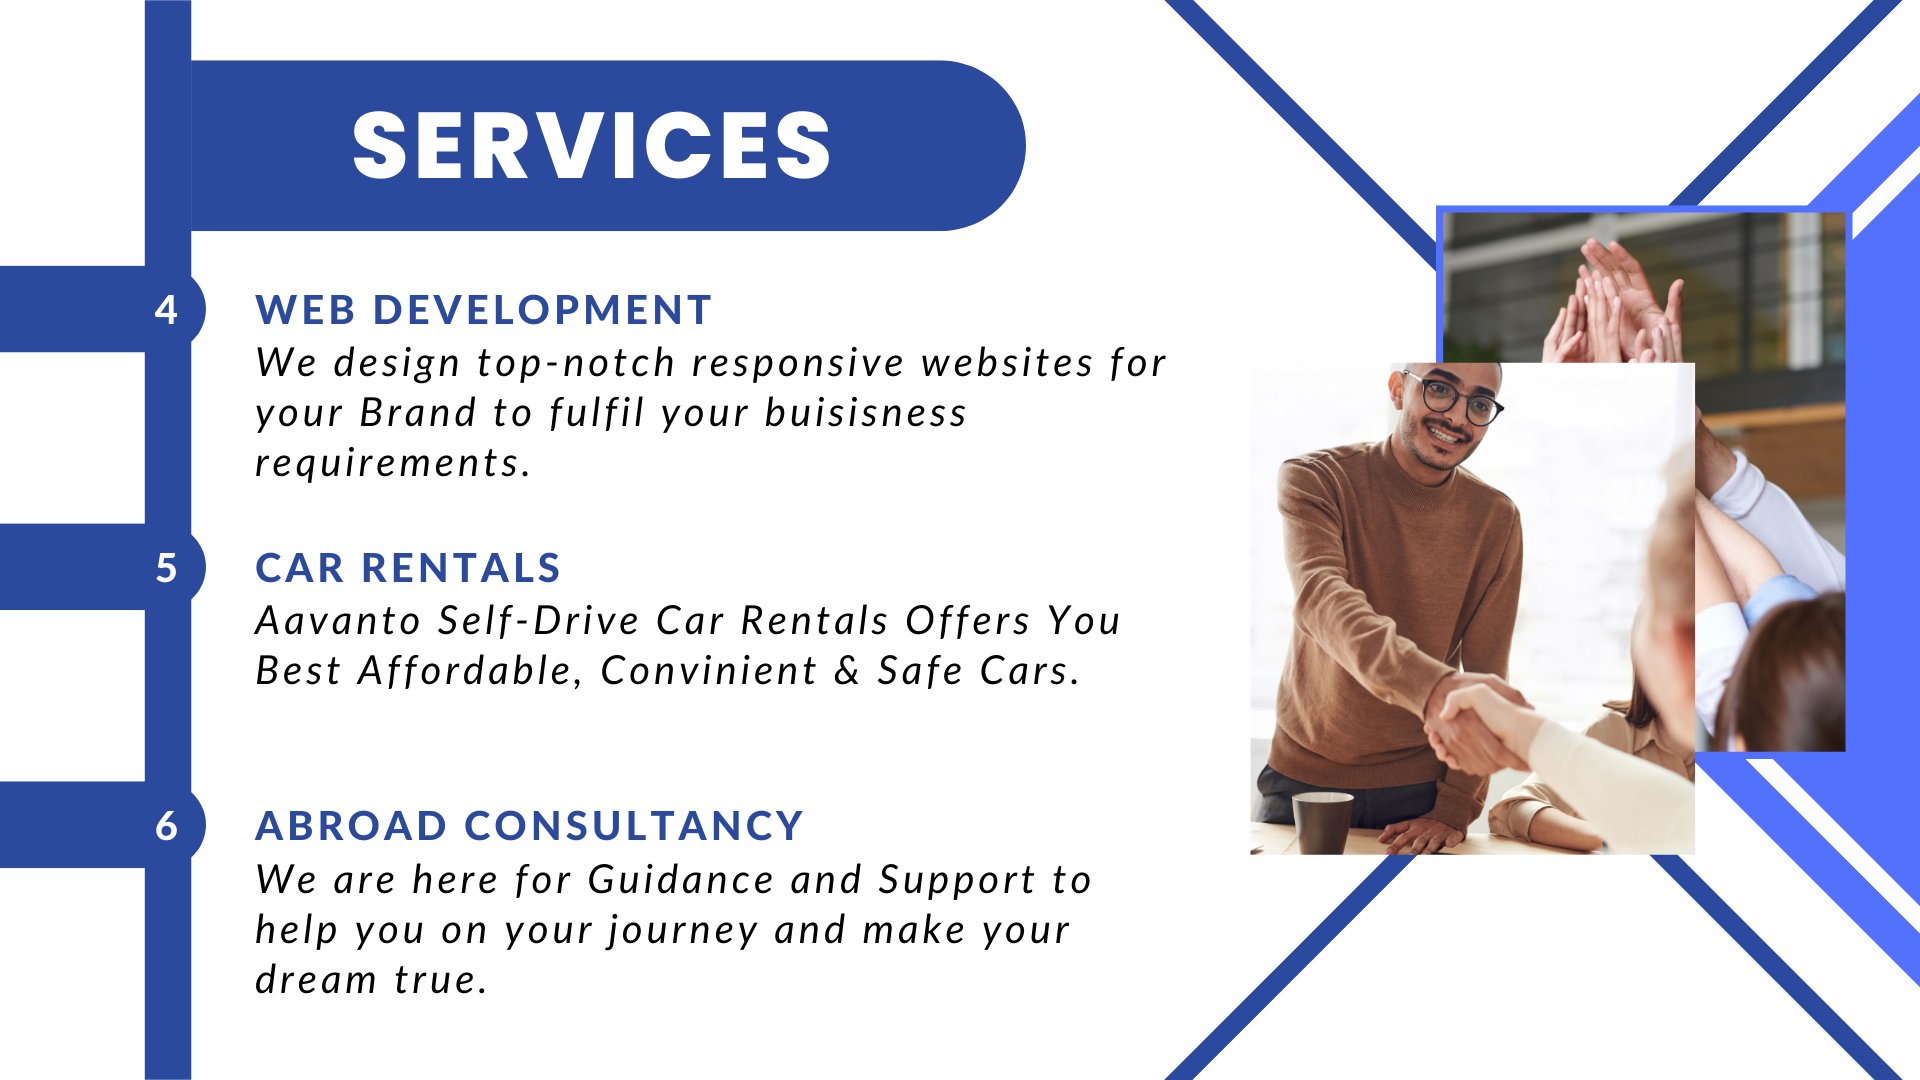 SERVICES
4
WEB DEVELOPMENT
We design top-notch responsive websites for
your Brand to fulfil your buisisness
requirements.
5
CAR RENTALS
Aavanto Self-Drive Car Rentals Offers You
Best Affordable, Convinient & Safe Cars.
6
ABROAD CONSULTANCY
We are here for Guidance and Support to
help you on your journey and make your
dream true.